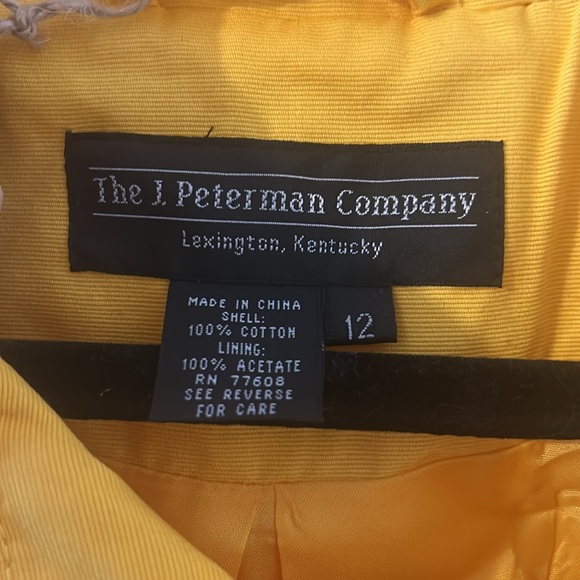 The J. Peterman Company
Lexington, Kentucky
MADE IN CHINA
SHELL:
100% COTTON
LINING:
100% ACETATE
RN 77608
SEE REVERSE
FOR CARE
12